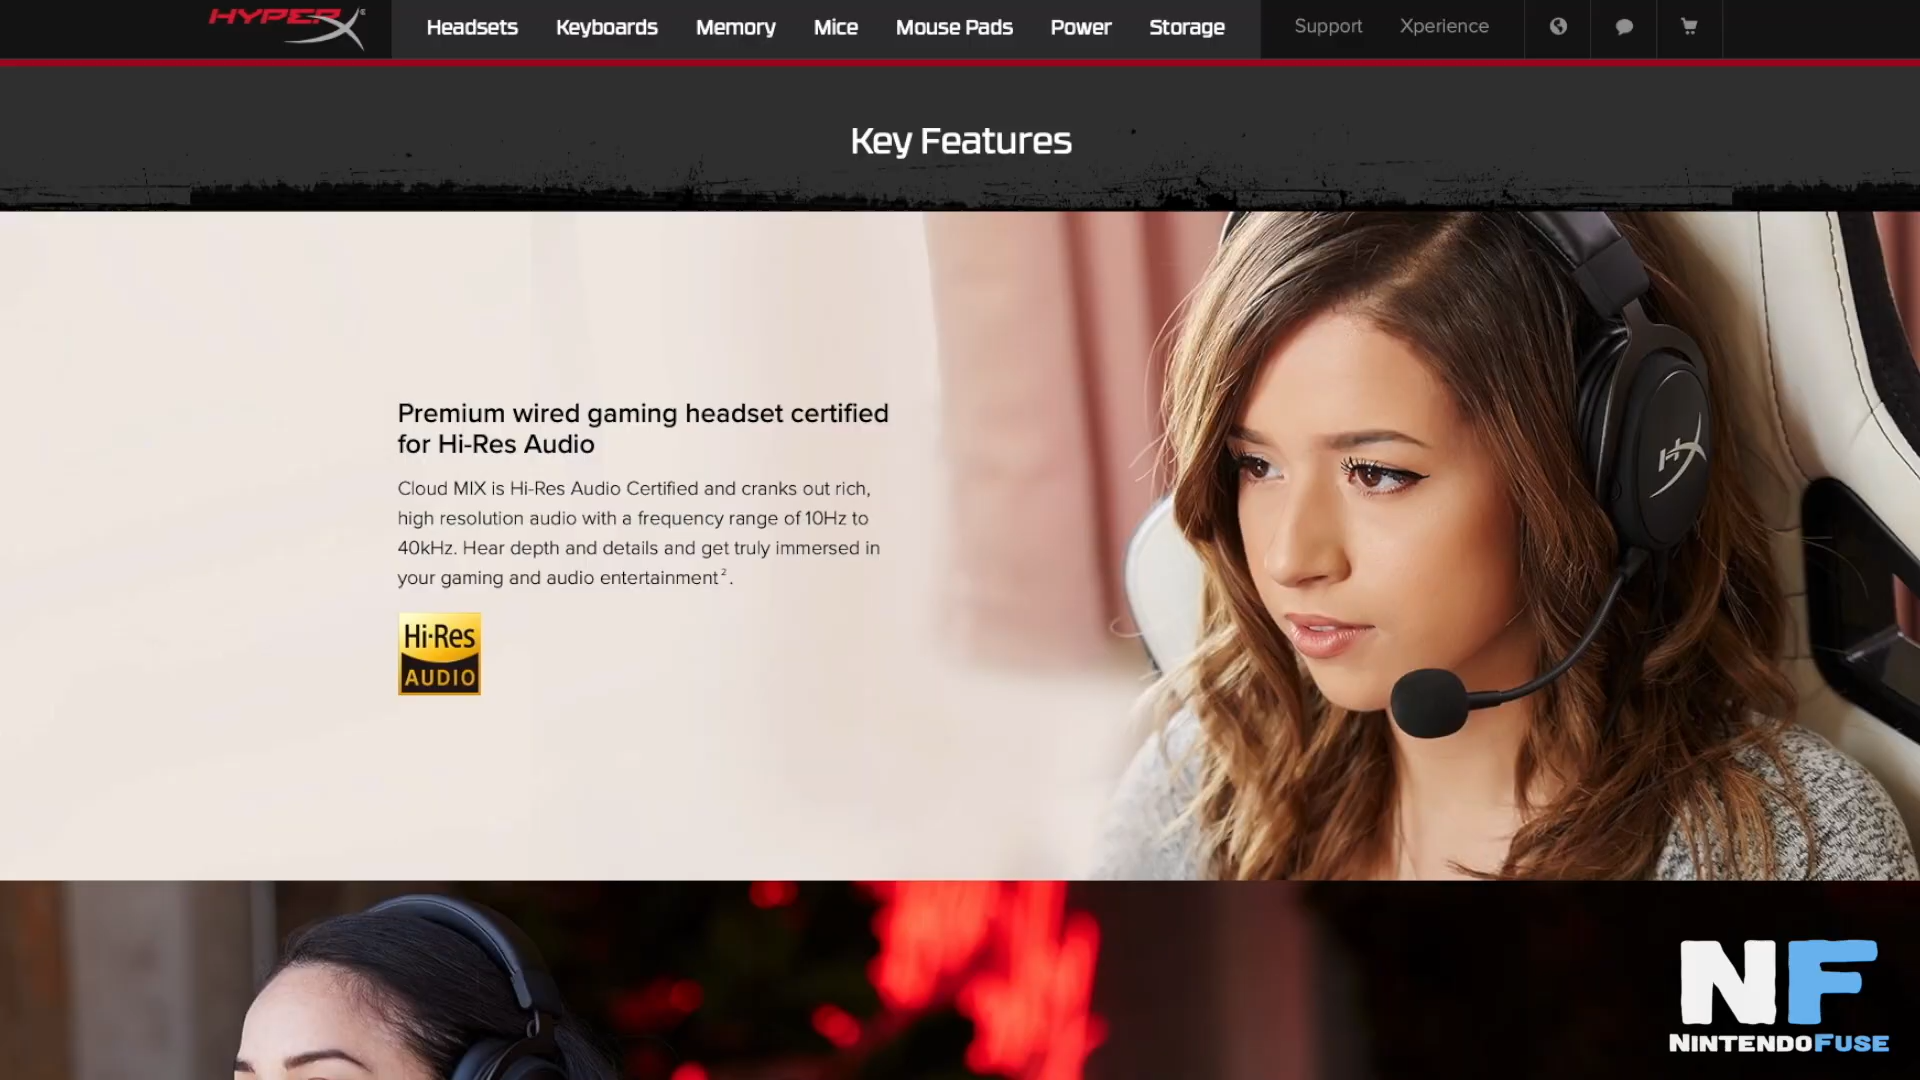 HYPERX
Headsets
Keyboards
Memory
Mice
Mouse Pads
Power
Storage
Support
Xperience
Key Features
Premium wired gaming headset certified
for Hi-Res Audio
Cloud MIX is Hi-Res Audio Certified and cranks out rich,
high resolution audio with a frequency range of 10Hz to
40kHz. Hear depth and details and get truly immersed in
your gaming and audio entertainment².
Hi-Res
AUDIO
HX
NF
NINTENDOFUSE